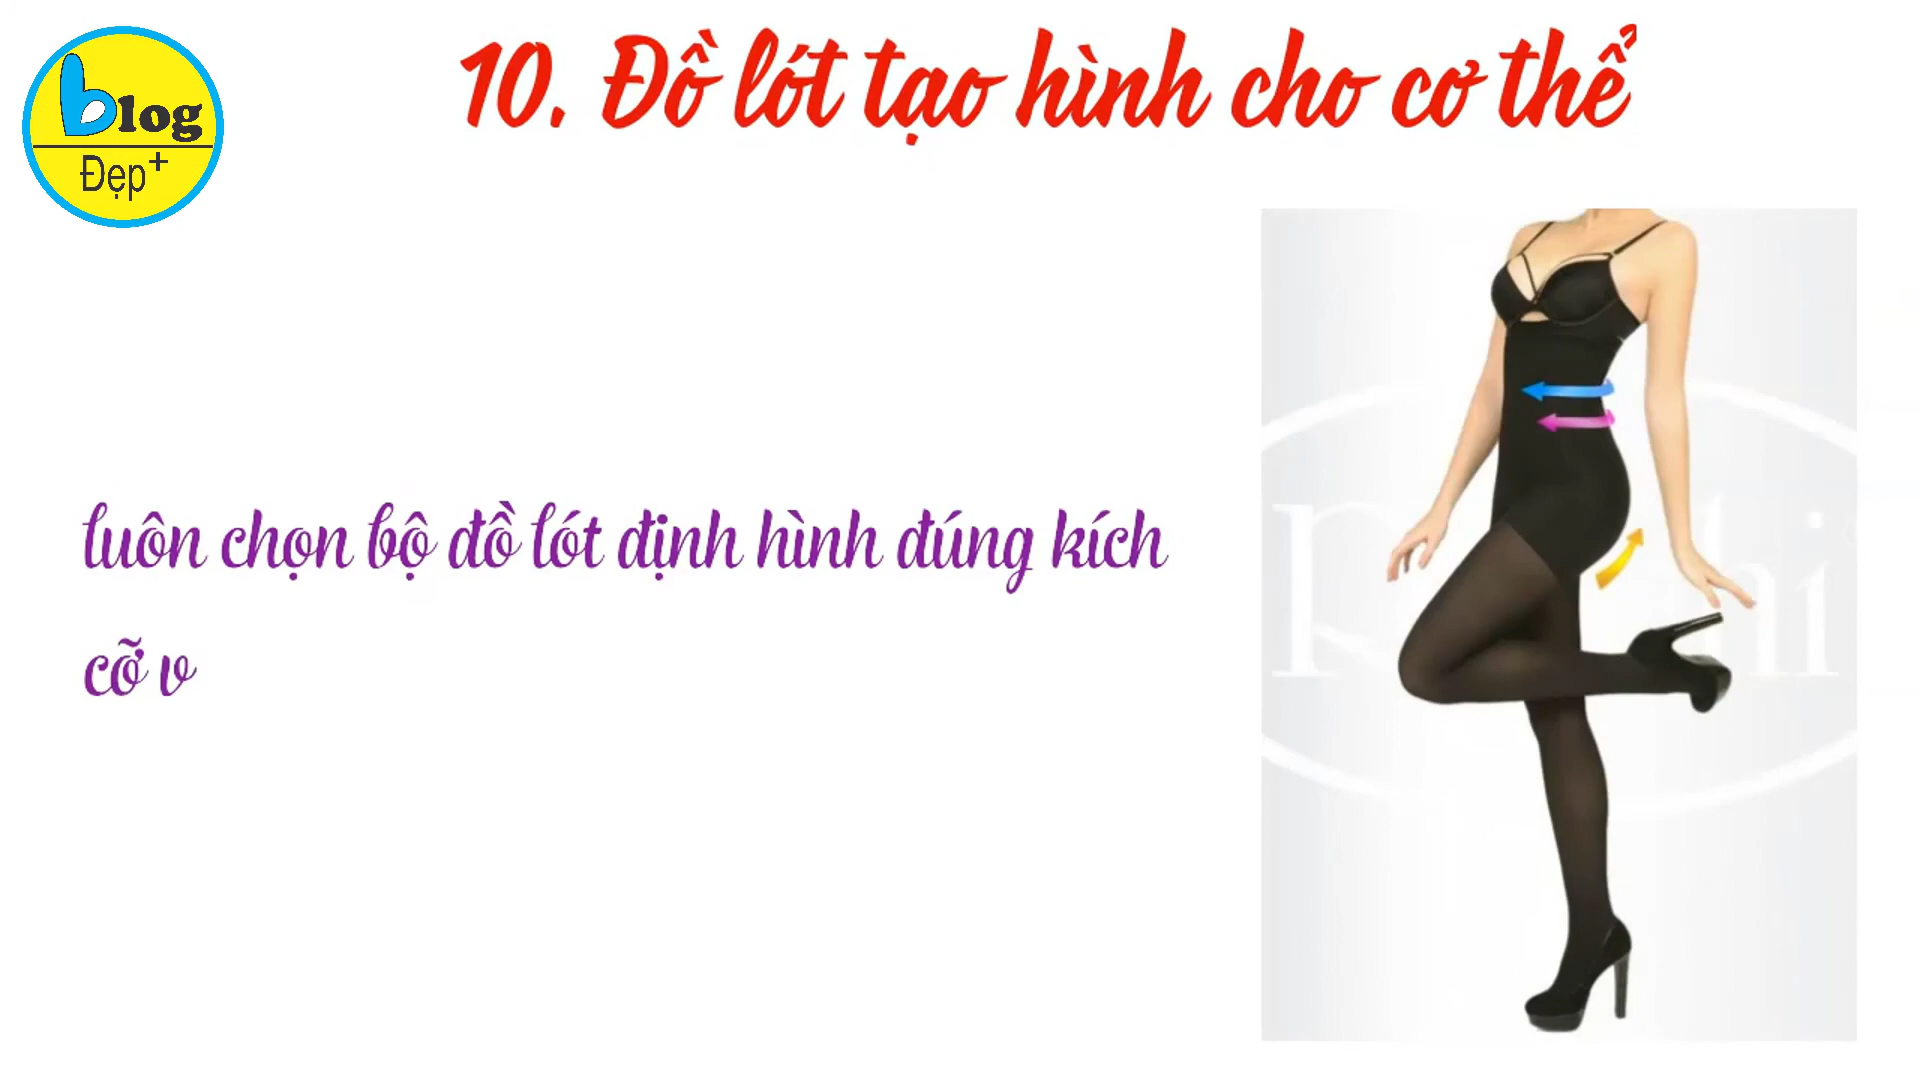 blog
Đẹp+
10. Đồ lót tạo hình cho cơ thể
luôn chọn bộ đồ lót định hình đúng kích
cỡ v